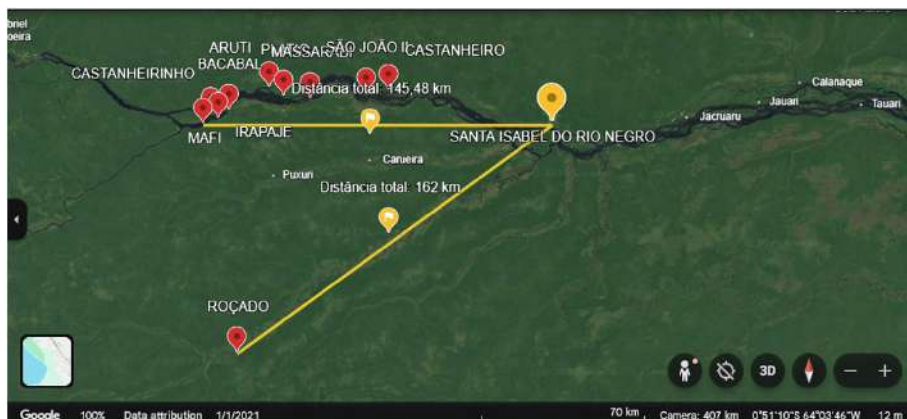 briel
oeira
ARUTI
SÃO JOÃO II
CASTANHEIRO
MASSARABI
BACABAL
CASTANHEIRINHO
Distância total: 145,48 km
Calanaque
Jauari
Tauari
Jacruaru
MAFI
IRAPAJE
SANTA ISABEL DO RIO NEGRO
Carueira
Puxuri
Distância total: 162 km
ROÇADO
3D
Google 100% Data attribution 1/1/2021 70 km Camera: 407 km 0°51'10"S 64°03'46"W 12 m